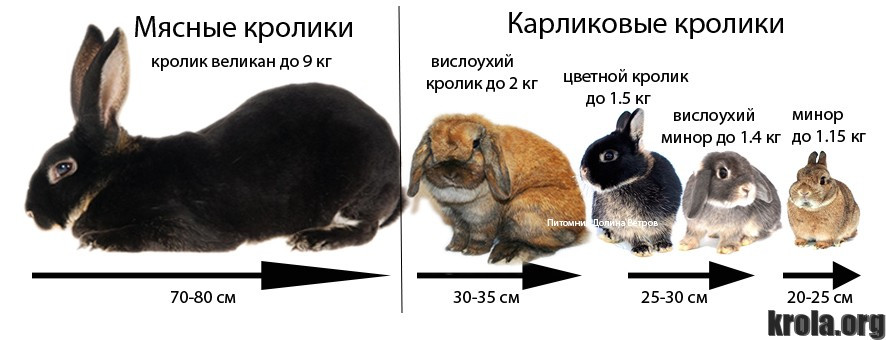 Мясные кролики
кролик великан до 9 кг
70-80 см
Карликовые кролики
вислоухий
кролик до 2 кг
цветной кролик
до 1.5 кг
вислоухий
минор до 1.4 кг
минор
до 1.15 кг
Питомник Долина Ветров
30-35 см
25-30 см
20-25 см
krola.org